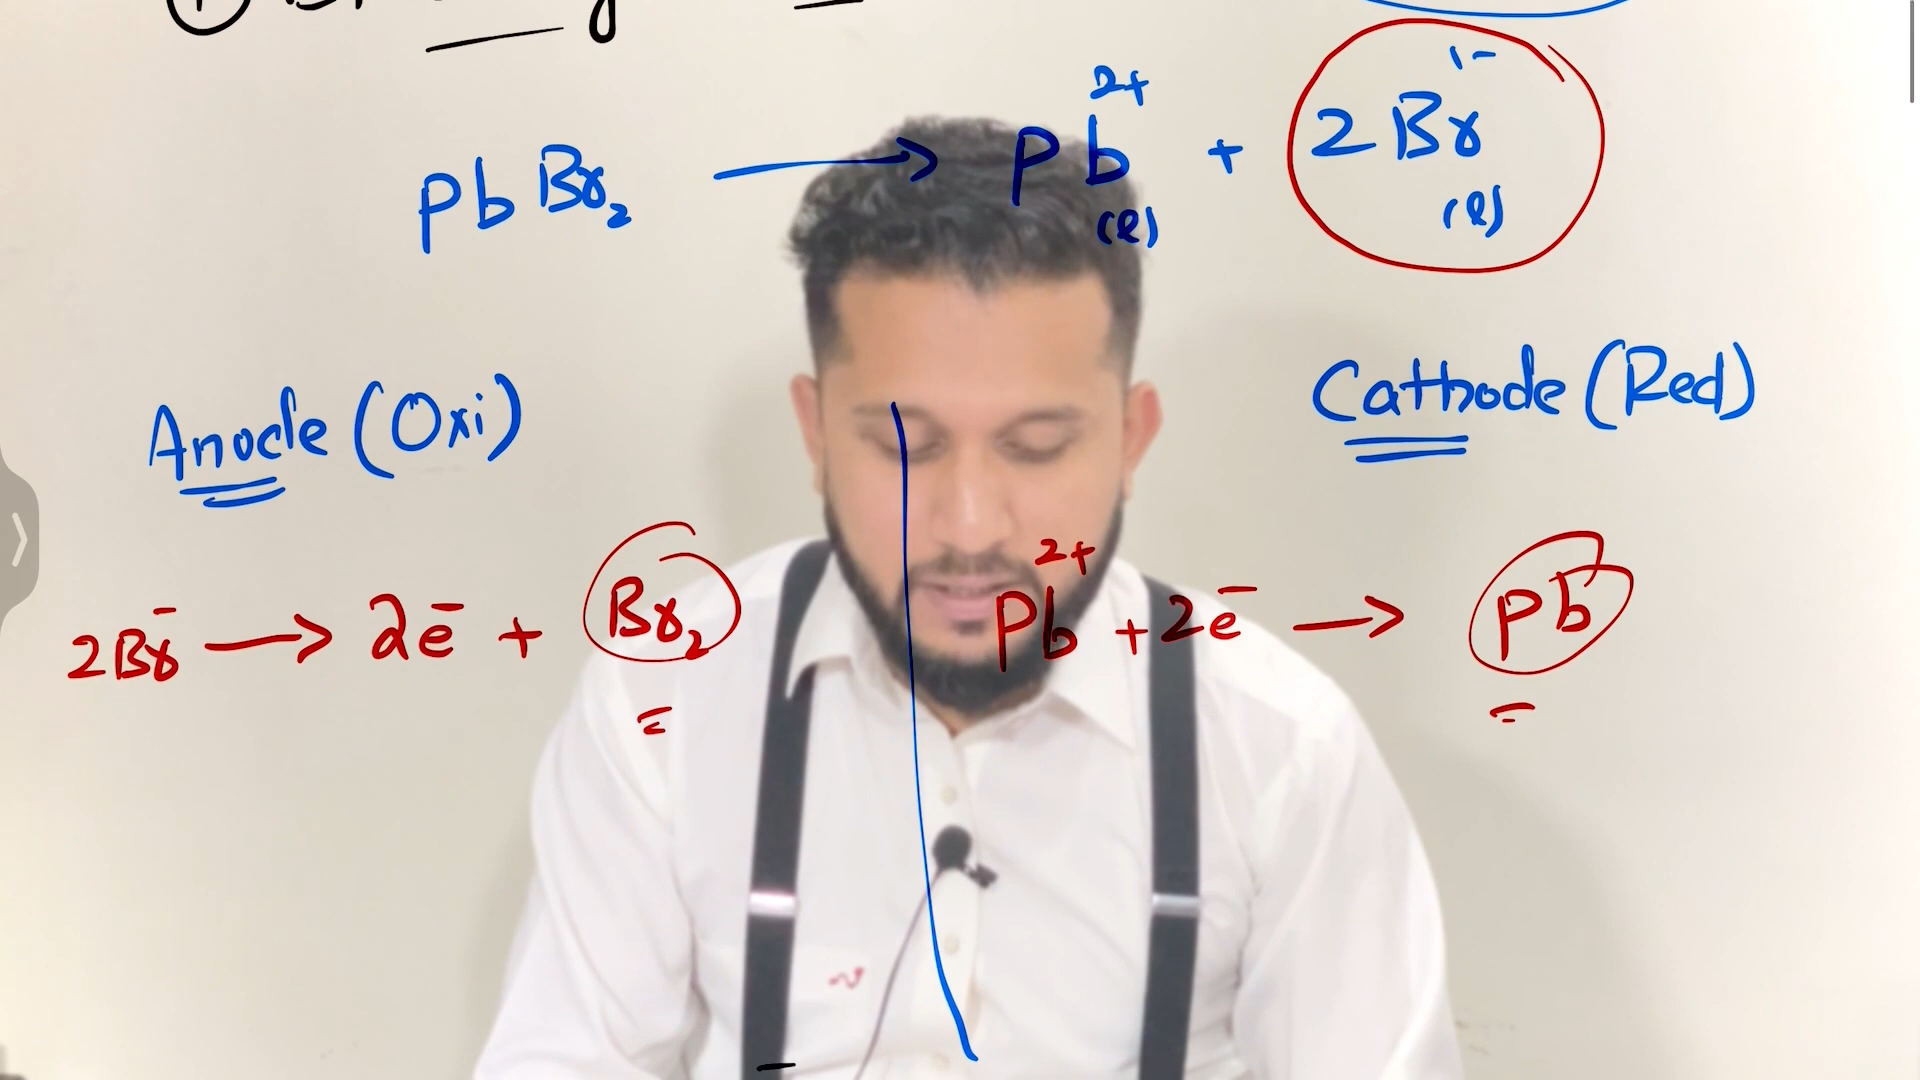 PbBr₂ ⟶ Pb²⁺(l) + 2Br¹⁻(l)
Anode (Oxi)
Cathode (Red)
2Br⁻ ⟶ 2e⁻ + Br₂
Pb²⁺ + 2e⁻ ⟶ Pb